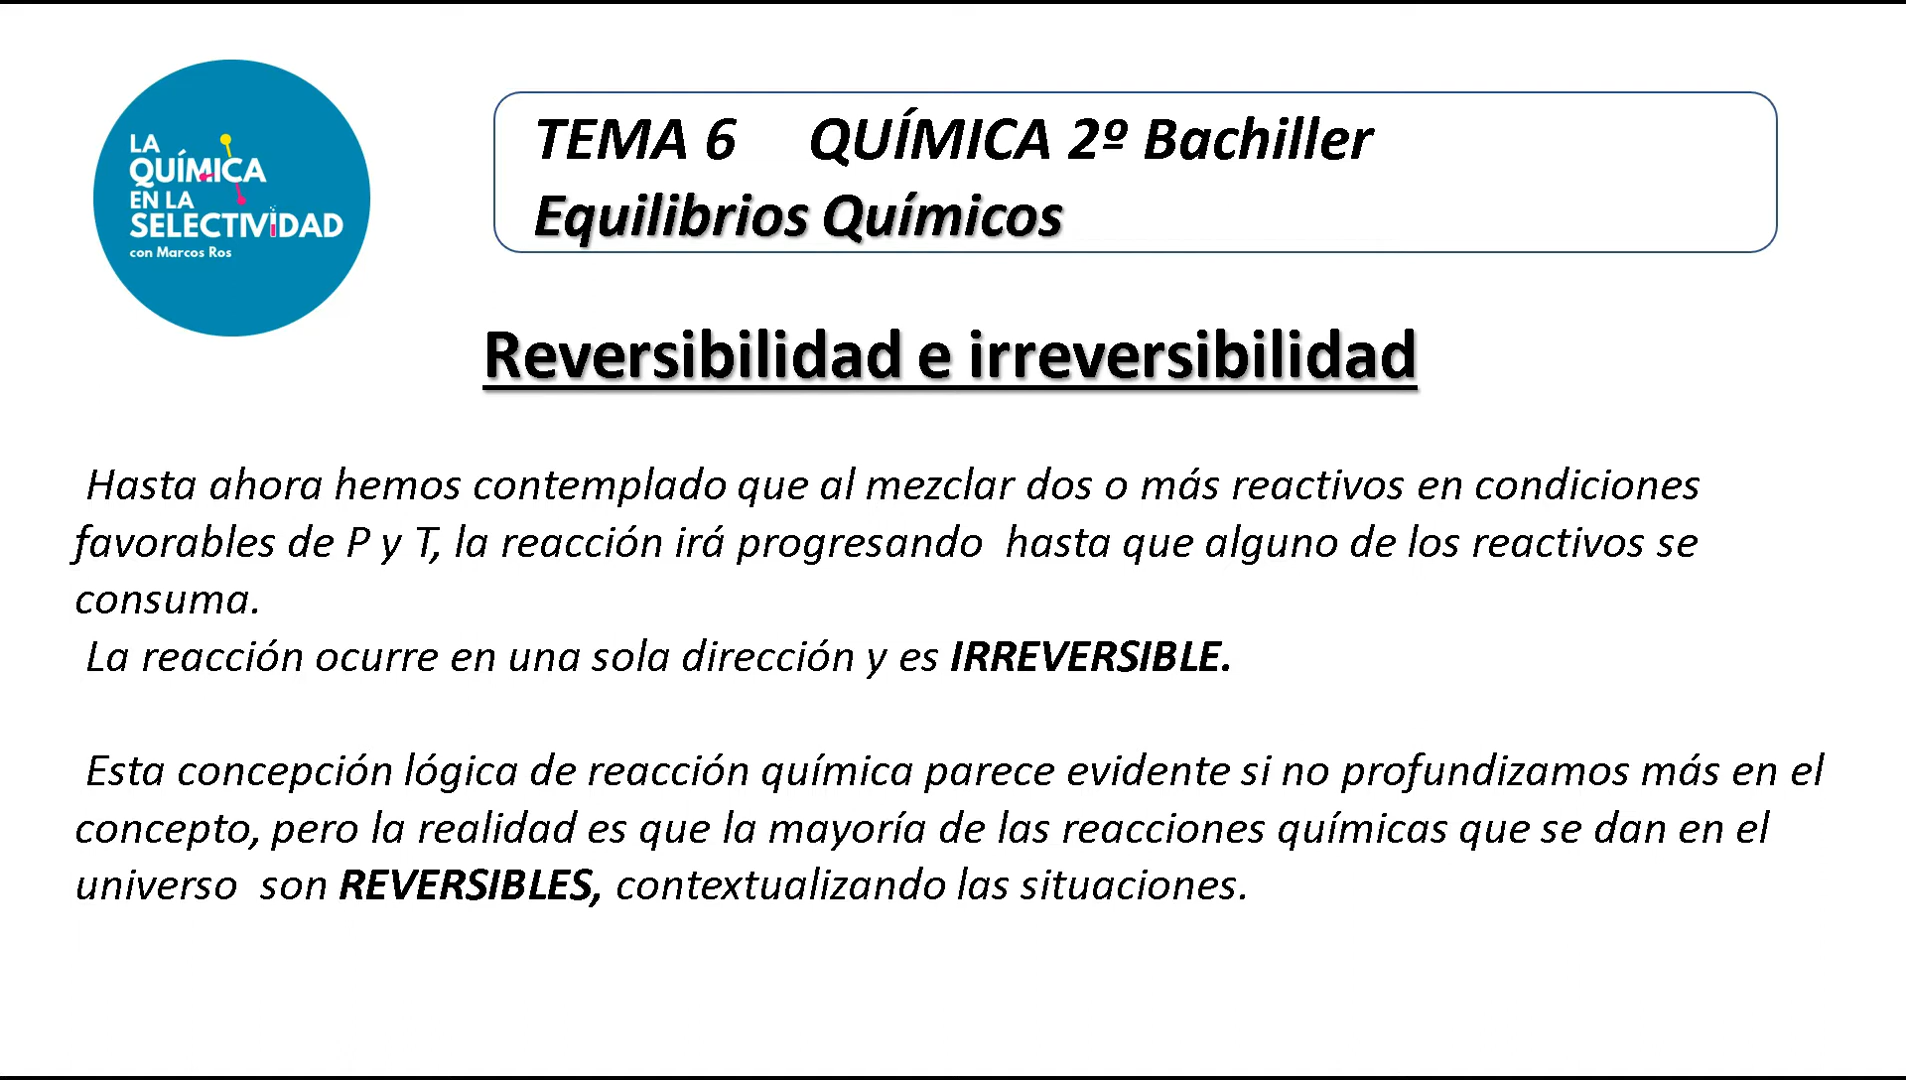 LA
QUÍMICA
EN LA
SELECTIVIDAD
con Marcos Ros
TEMA 6 QUÍMICA 2º Bachiller
Equilibrios Químicos
Reversibilidad e irreversibilidad
Hasta ahora hemos contemplado que al mezclar dos o más reactivos en condiciones
favorables de P y T, la reacción irá progresando hasta que alguno de los reactivos se
consuma.
La reacción ocurre en una sola dirección y es IRREVERSIBLE.
Esta concepción lógica de reacción química parece evidente si no profundizamos más en el
concepto, pero la realidad es que la mayoría de las reacciones químicas que se dan en el
universo son REVERSIBLES, contextualizando las situaciones.